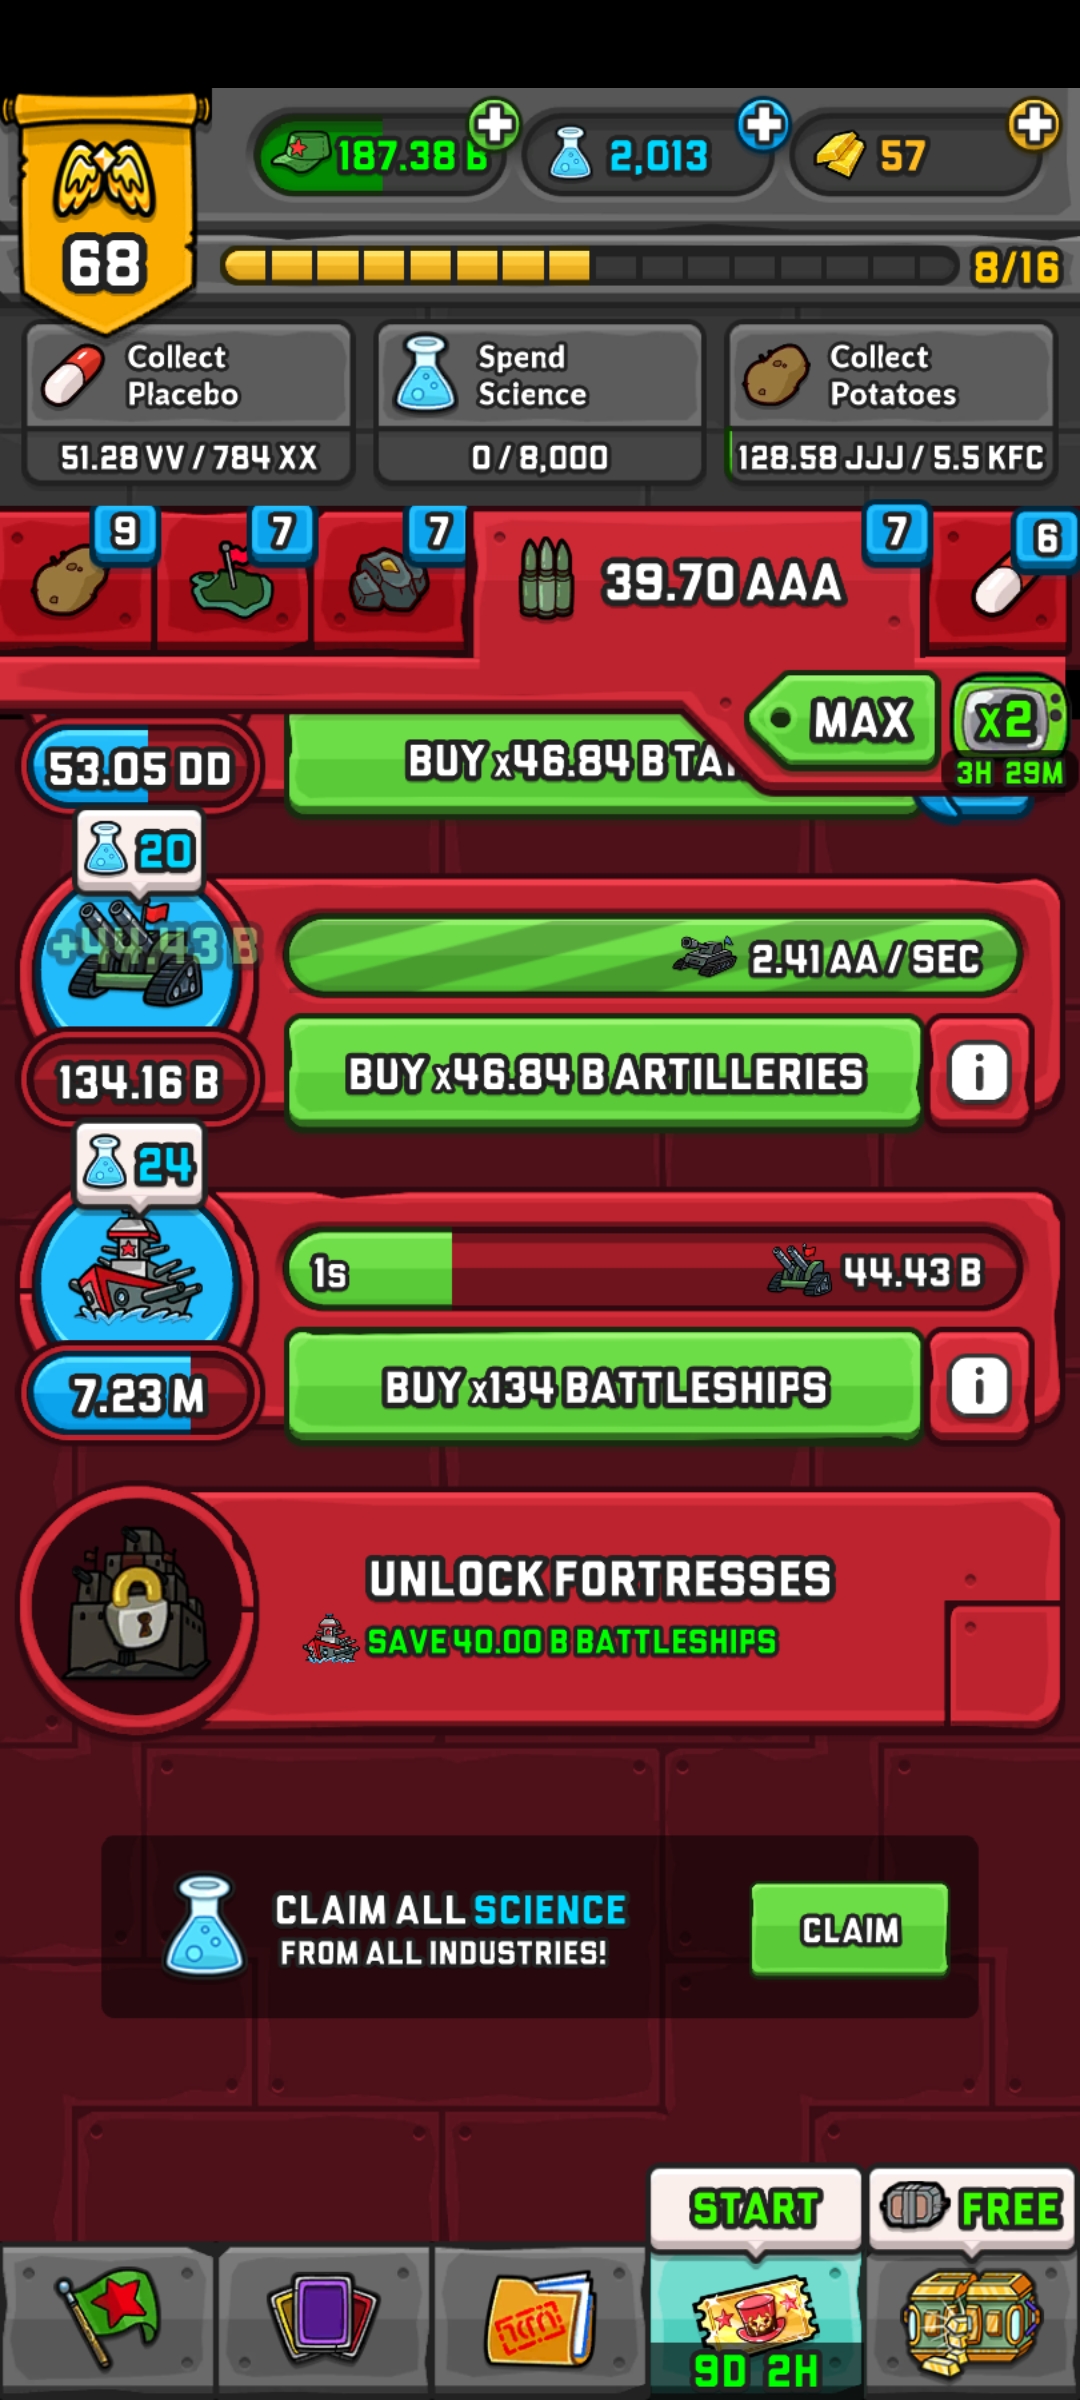 187.38 B
2,013
57
68
8/16
Collect
Placebo
51.28 VV / 784 XX
Spend
Science
0 / 8,000
Collect
Potatoes
128.58 JJJ / 5.5 KFC
9
7
7
39.70 AAA
7
6
MAX
x2
3H 29M
53.05 DD
BUY x46.84 B TA
20
+44.43 B
2.41 AA / SEC
134.16 B
BUY x46.84 B ARTILLERIES
i
24
1s
44.43 B
7.23 M
BUY x134 BATTLESHIPS
i
UNLOCK FORTRESSES
SAVE 40.00 B BATTLESHIPS
CLAIM ALL SCIENCE
FROM ALL INDUSTRIES!
CLAIM
START
FREE
9D 2H